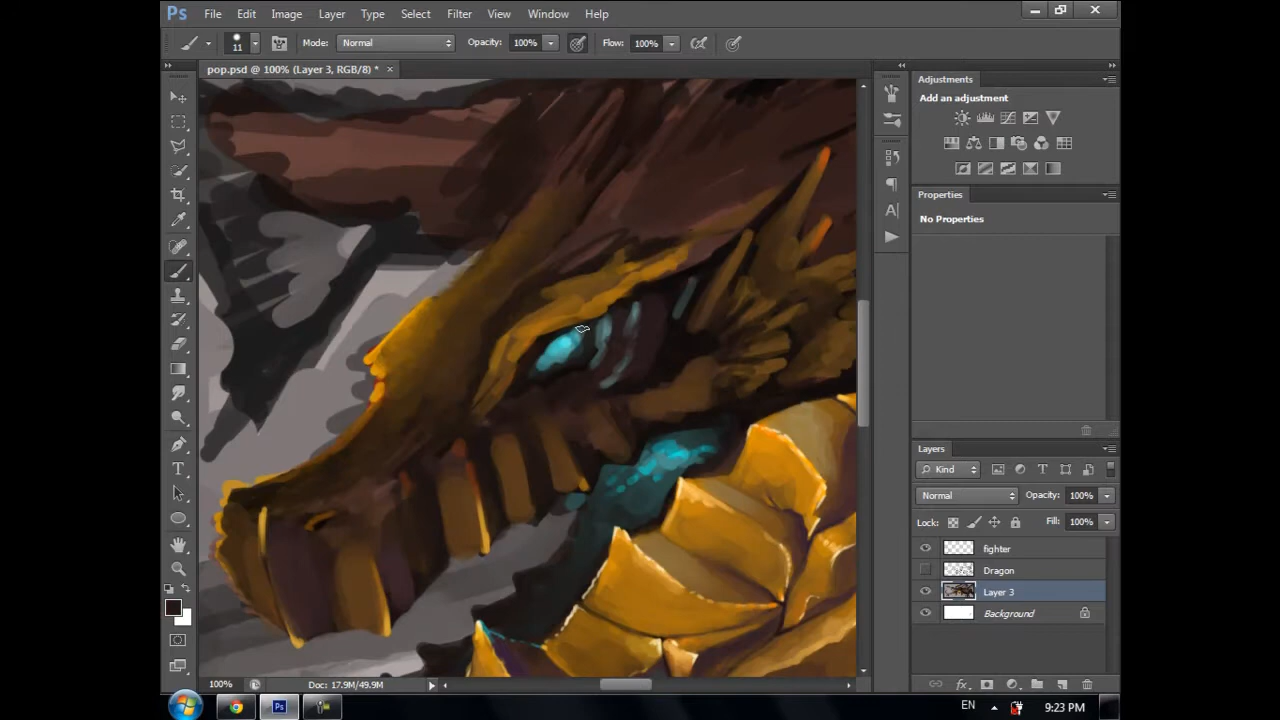 Ps File Edit Image Layer Type Select Filter View Window Help
11 Mode: Normal Opacity: 100% Flow: 100%
pop.psd @ 100% (Layer 3, RGB/8) * ×
Adjustments
Add an adjustment
Properties
No Properties
Layers
Kind
Normal Opacity: 100%
Lock: Fill: 100%
fighter
Dragon
Layer 3
Background
100% Doc: 17.9M/49.9M
Ps EN 9:23 PM